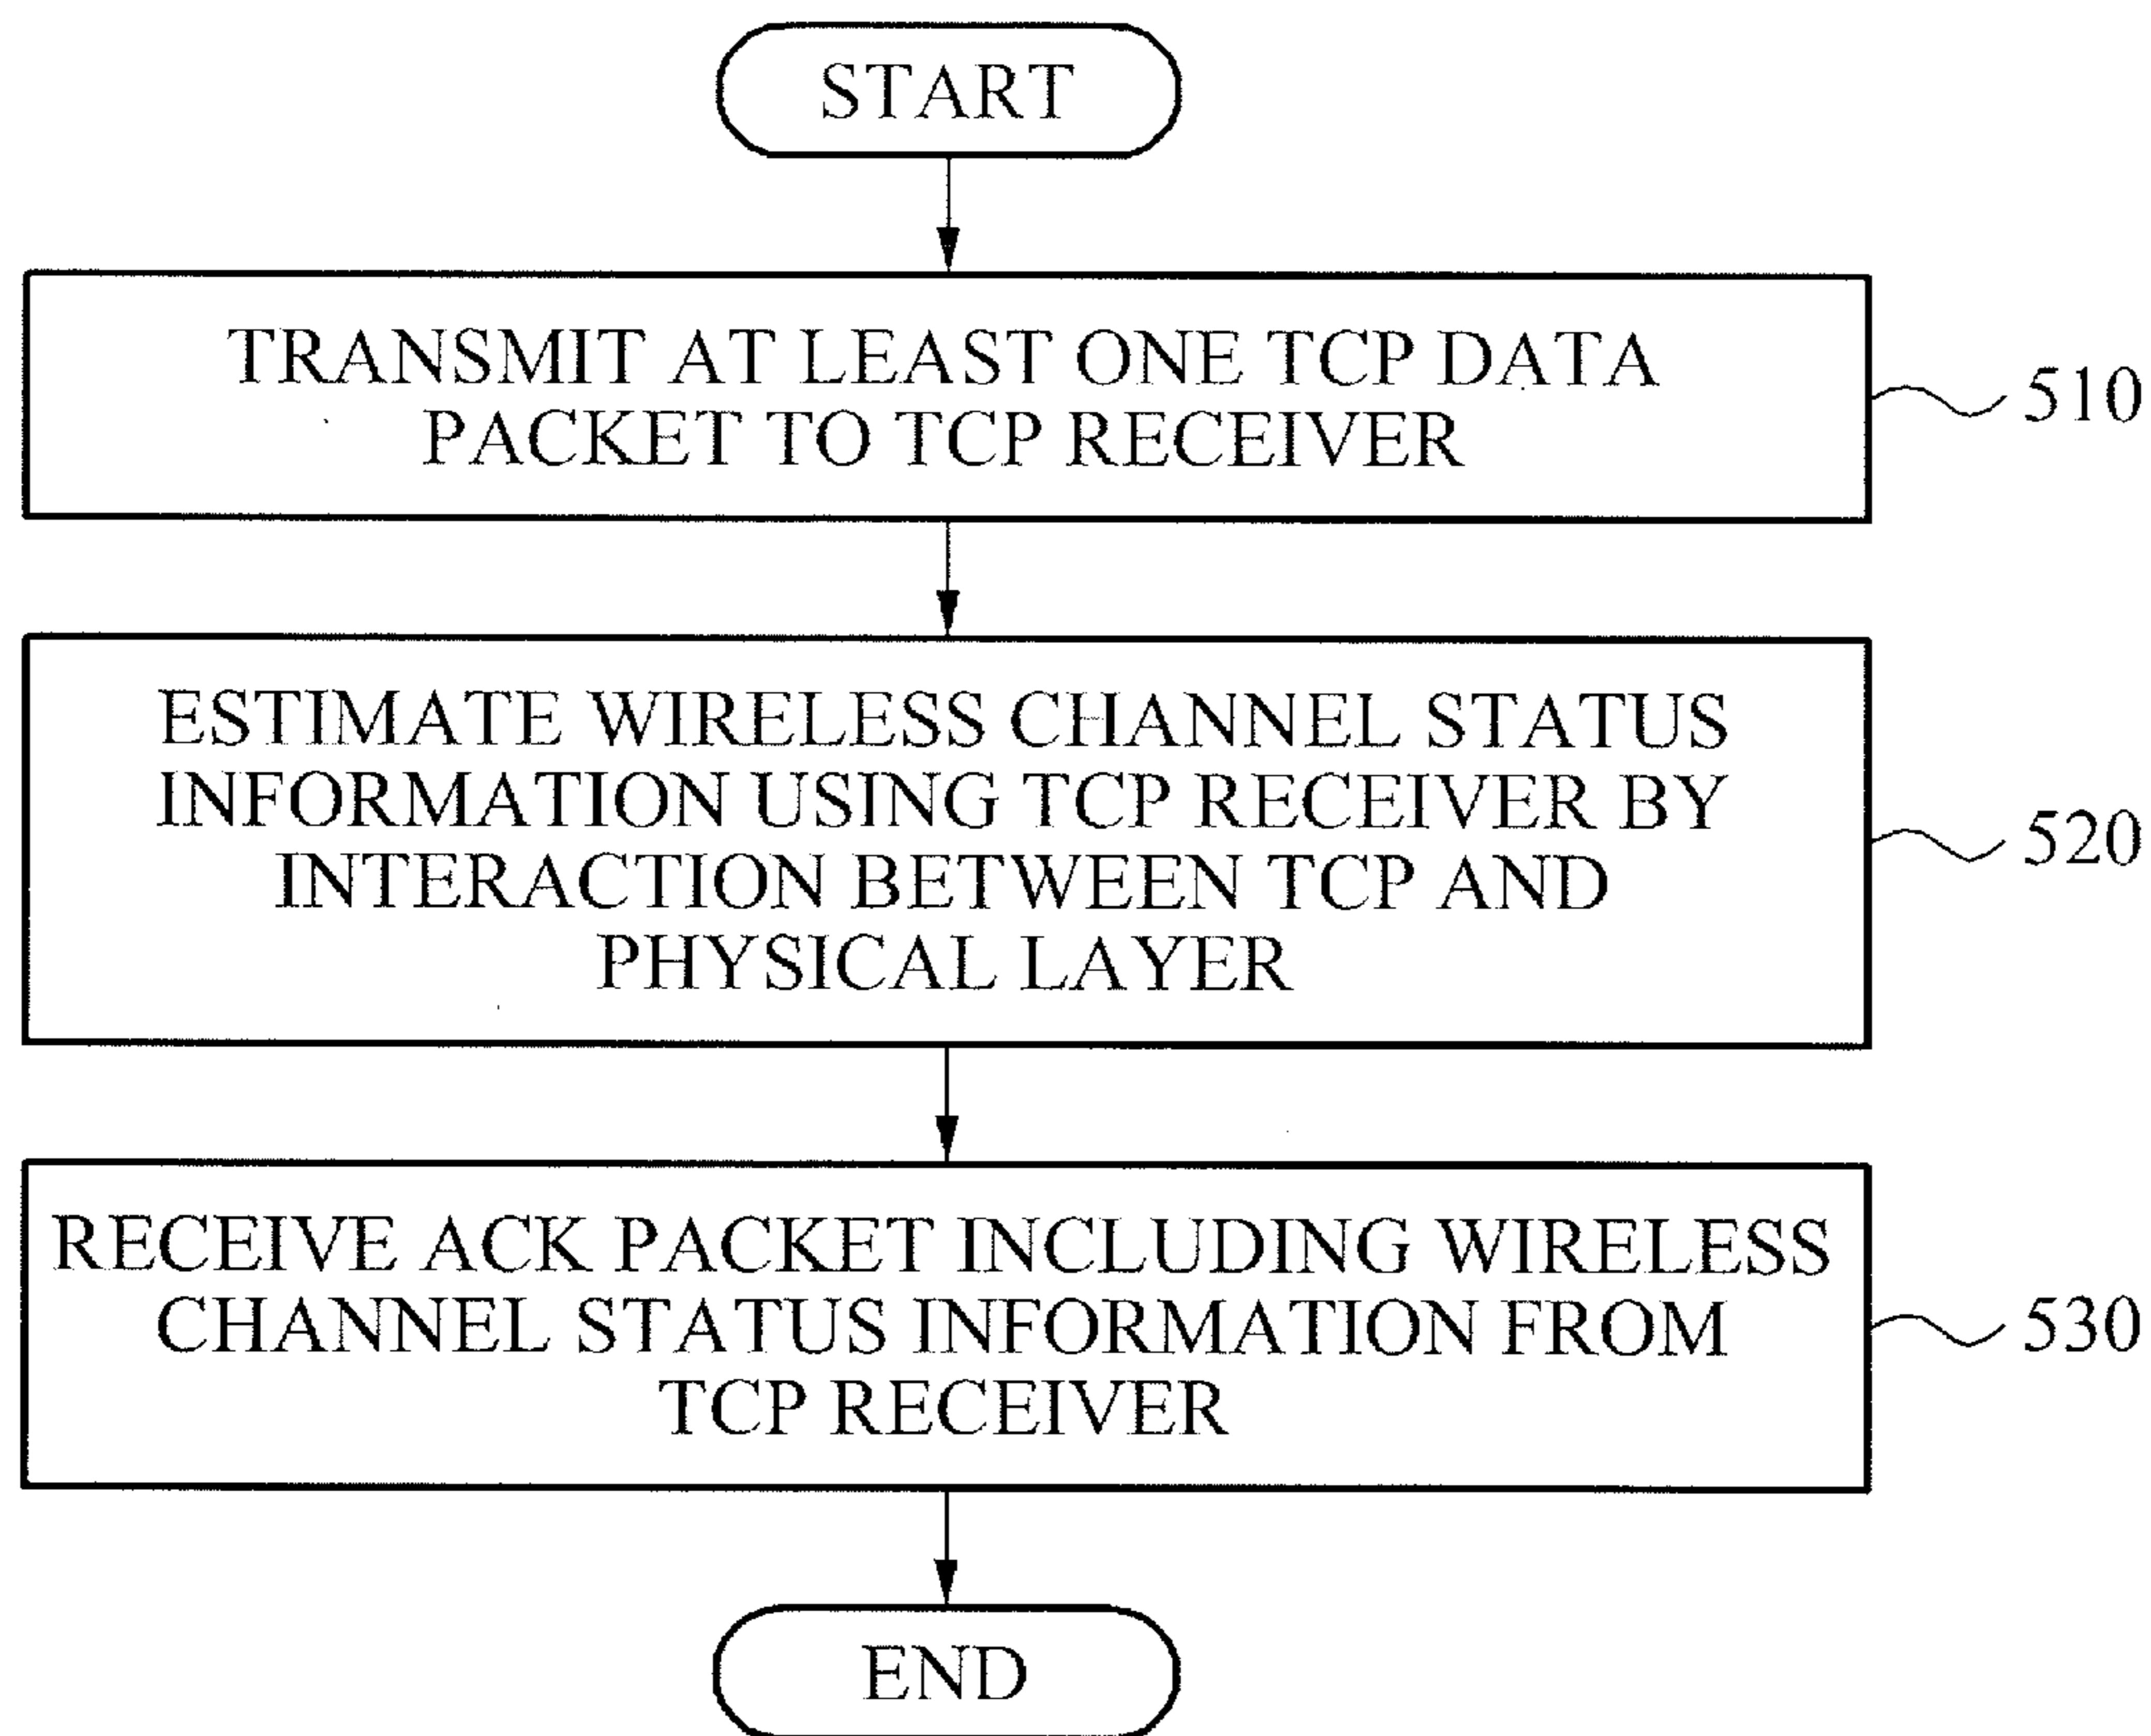 START
TRANSMIT AT LEAST ONE TCP DATA
PACKET TO TCP RECEIVER
510
ESTIMATE WIRELESS CHANNEL STATUS
INFORMATION USING TCP RECEIVER BY
INTERACTION BETWEEN TCP AND
PHYSICAL LAYER
520
RECEIVE ACK PACKET INCLUDING WIRELESS
CHANNEL STATUS INFORMATION FROM
TCP RECEIVER
530
END